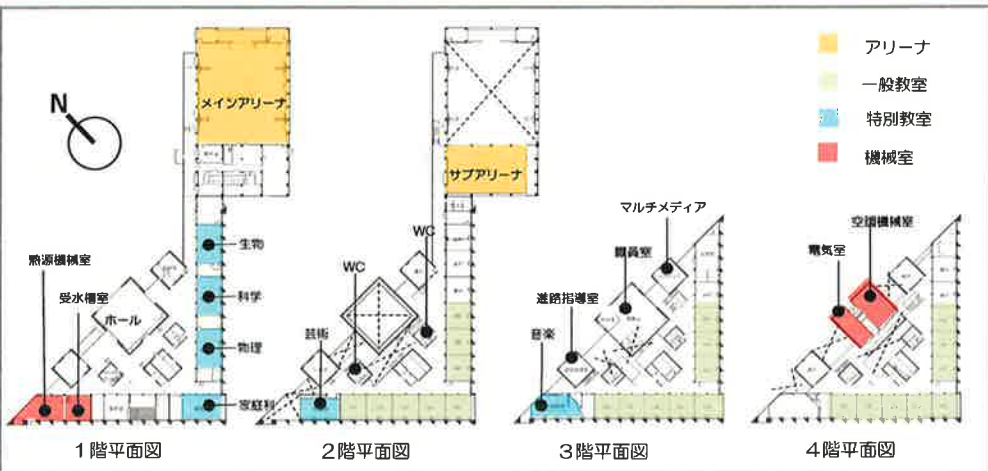 N
アリーナ
一般教室
特別教室
機械室
メインアリーナ
生物
科学
物理
家庭科
熱源機械室
受水槽室
ホール
1階平面図
サブアリーナ
WC
WC
芸術
2階平面図
マルチメディア
職員室
進路指導室
音楽
3階平面図
空調機械室
電気室
4階平面図